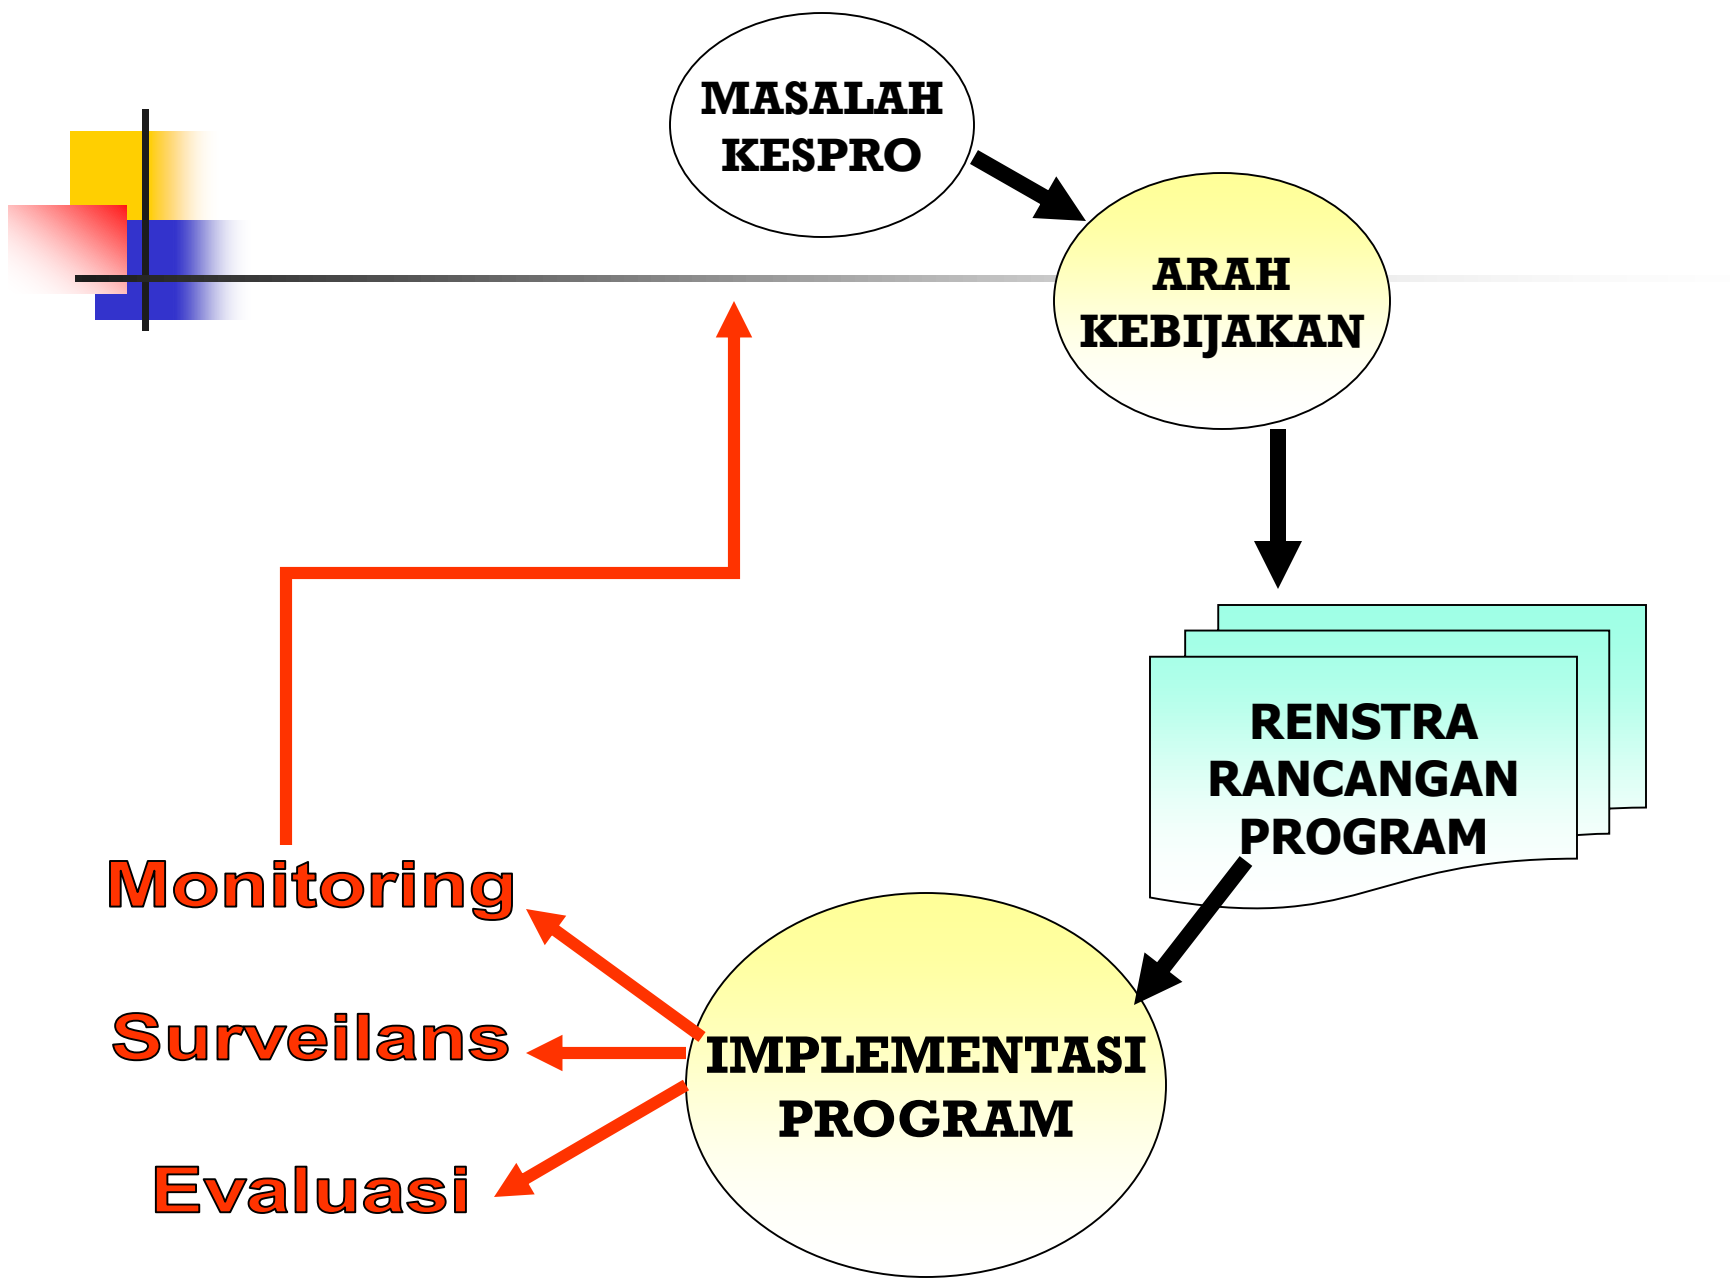 MASALAH
KESPRO
ARAH
KEBIJAKAN
RENSTRA
RANCANGAN
PROGRAM
IMPLEMENTASI
PROGRAM
Monitoring
Surveilans
Evaluasi